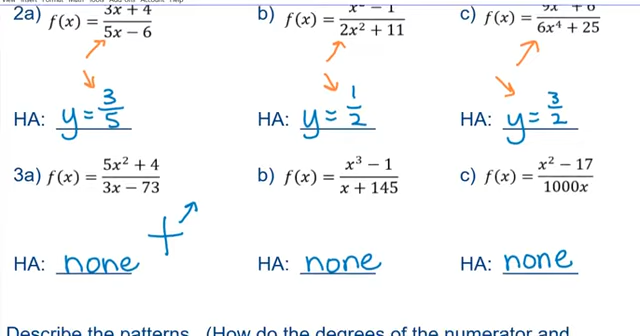 2a) f(x) = (3x + 4)/(5x − 6) b) f(x) = (x² − 1)/(2x² + 11) c) f(x) = /(6x⁴ + 25)
HA: y = 3/5 HA: y = 1/2 HA: y = 3/2
3a) f(x) = (5x² + 4)/(3x − 73) b) f(x) = (x³ − 1)/(x + 145) c) f(x) = (x² − 17)/(1000x)
HA: none HA: none HA: none
Describe the patterns. (How do the degrees of the numerator and